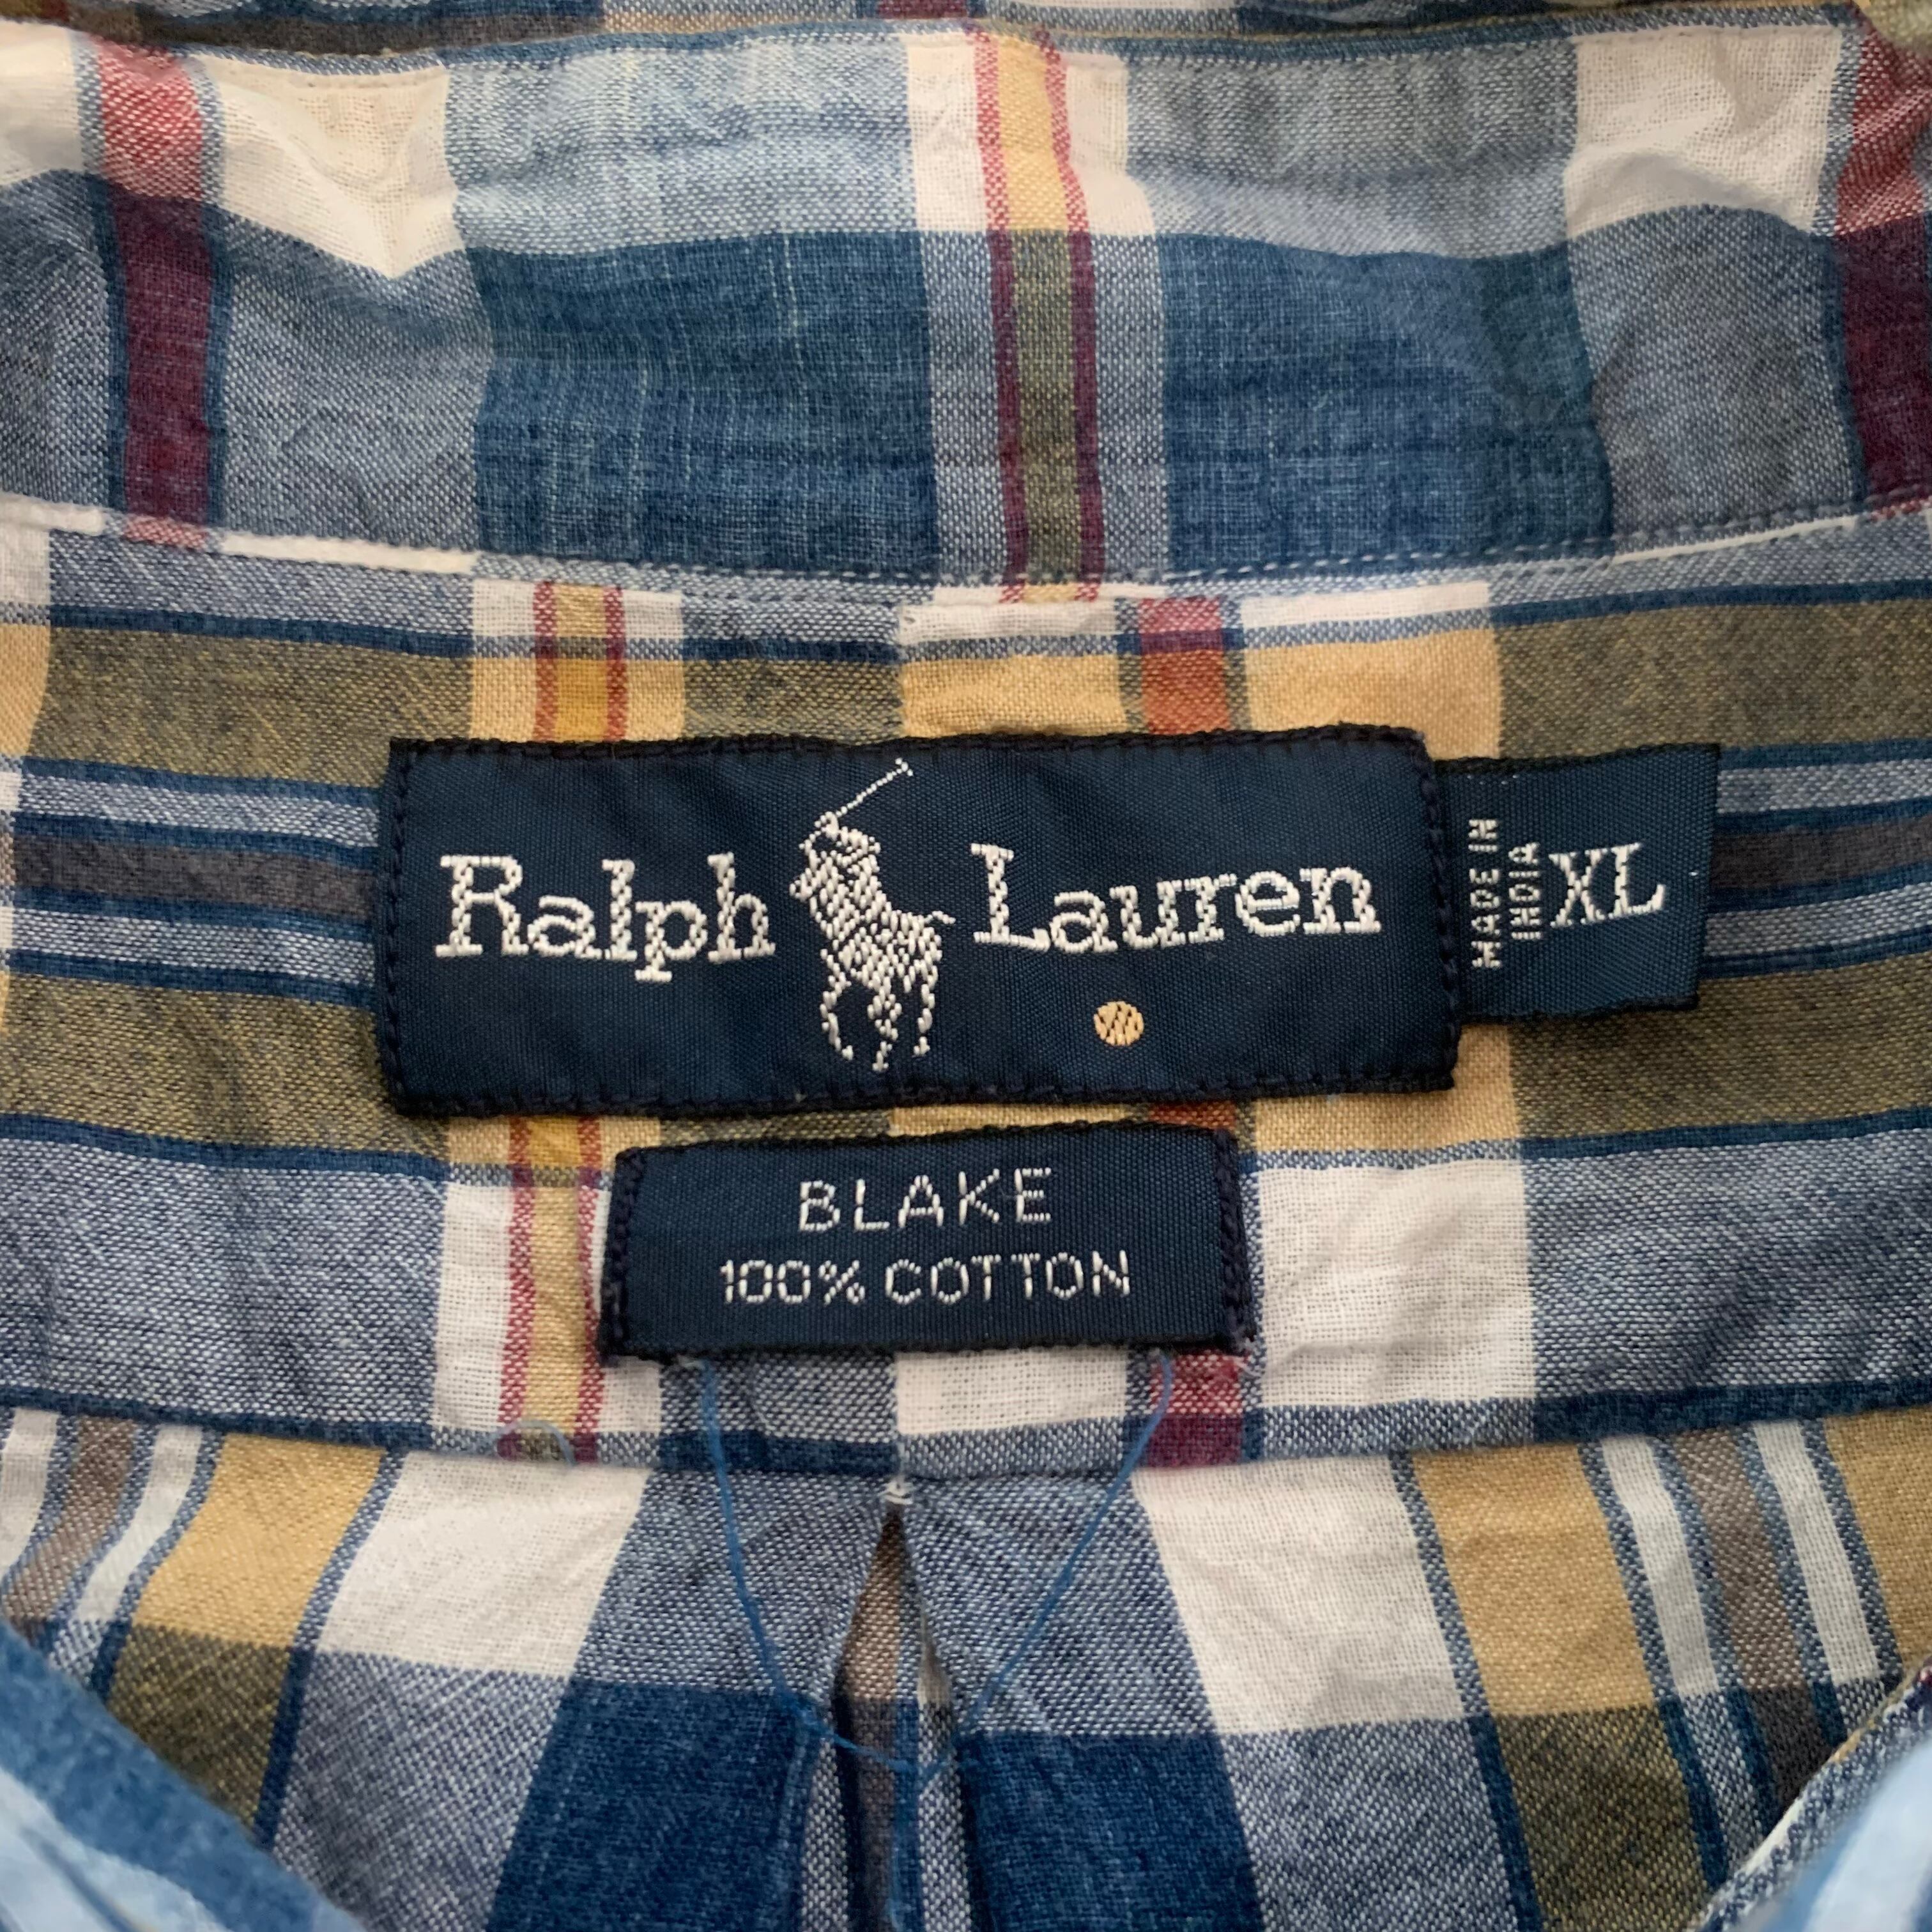 Ralph Lauren
MADE IN
INDIA
XL
BLAKE
100% COTTON